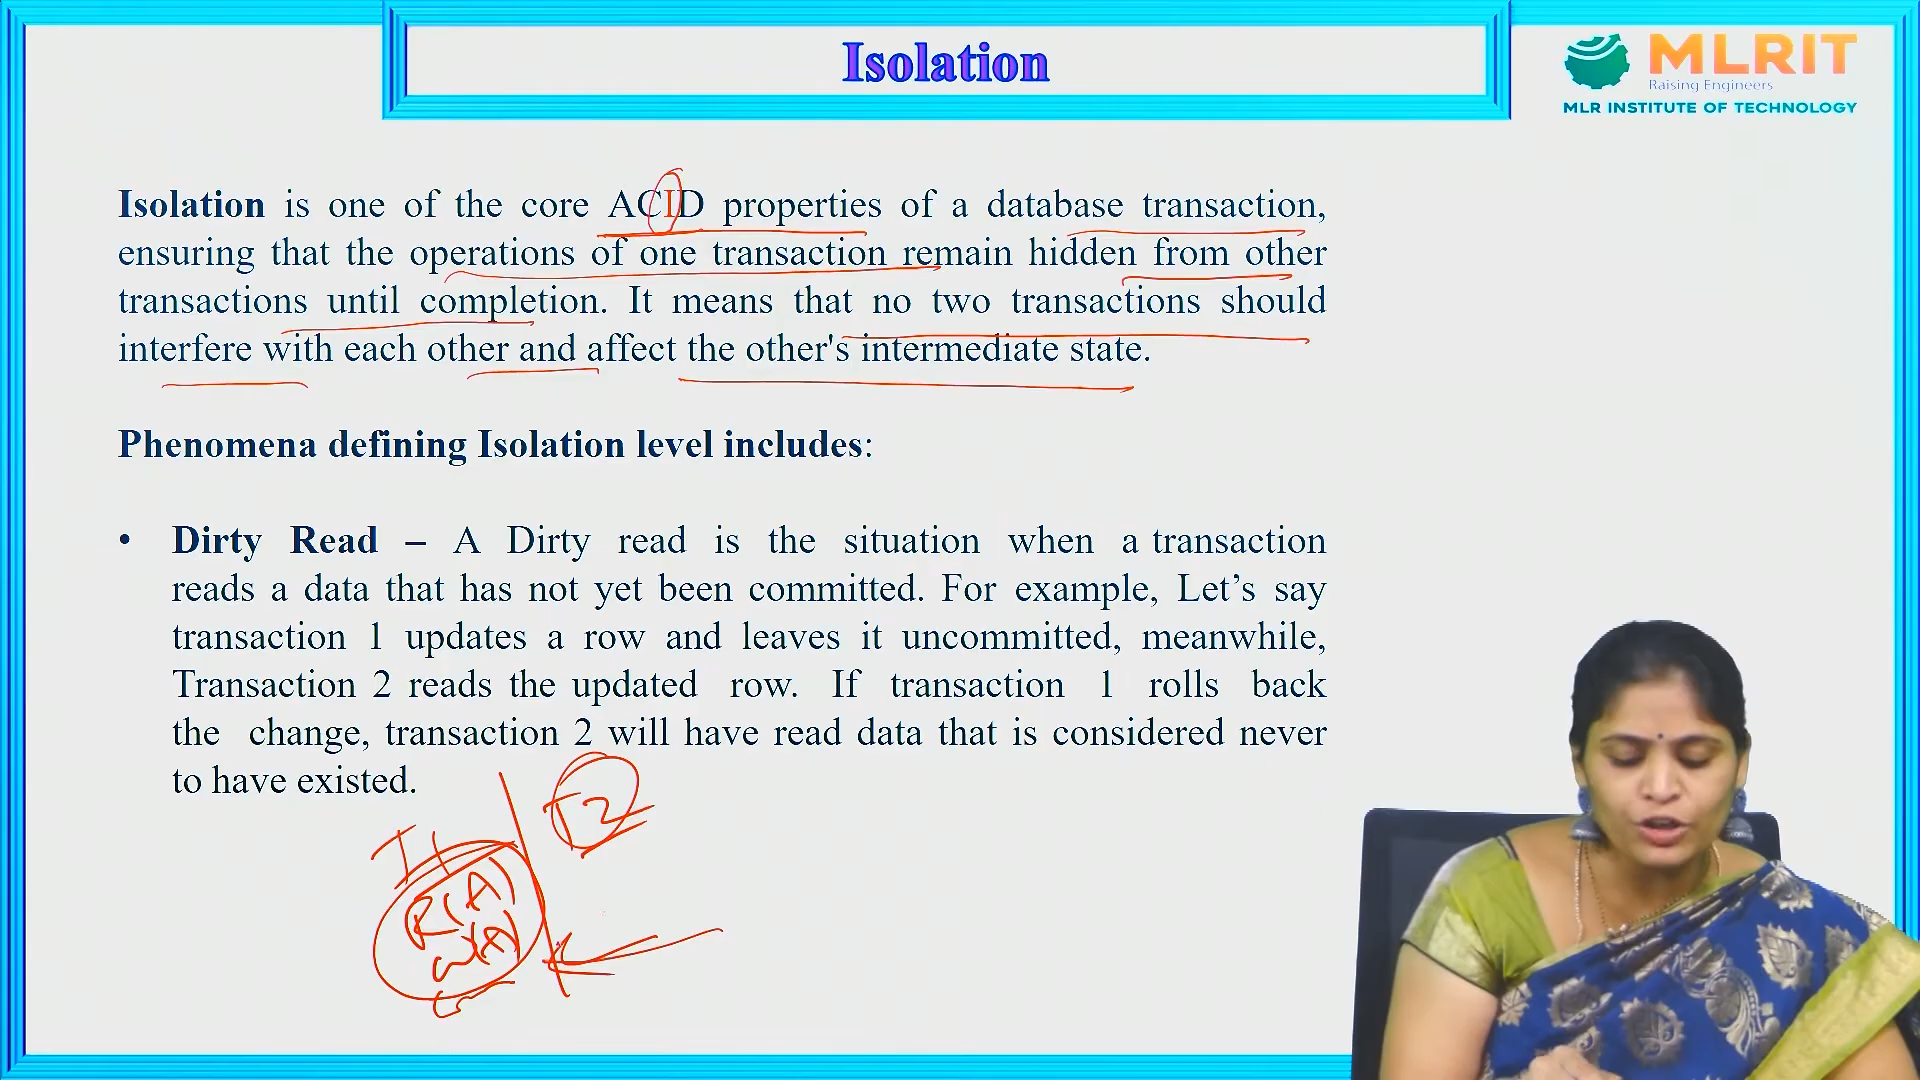 Isolation
MLRIT
Raising Engineers
MLR INSTITUTE OF TECHNOLOGY
Isolation is one of the core ACID properties of a database transaction,
ensuring that the operations of one transaction remain hidden from other
transactions until completion. It means that no two transactions should
interfere with each other and affect the other's intermediate state.
Phenomena defining Isolation level includes:
• Dirty Read – A Dirty read is the situation when a transaction
reads a data that has not yet been committed. For example, Let’s say
transaction 1 updates a row and leaves it uncommitted, meanwhile,
Transaction 2 reads the updated row. If transaction 1 rolls back
the change, transaction 2 will have read data that is considered never
to have existed.
T1 T2
R(A)
W(A)